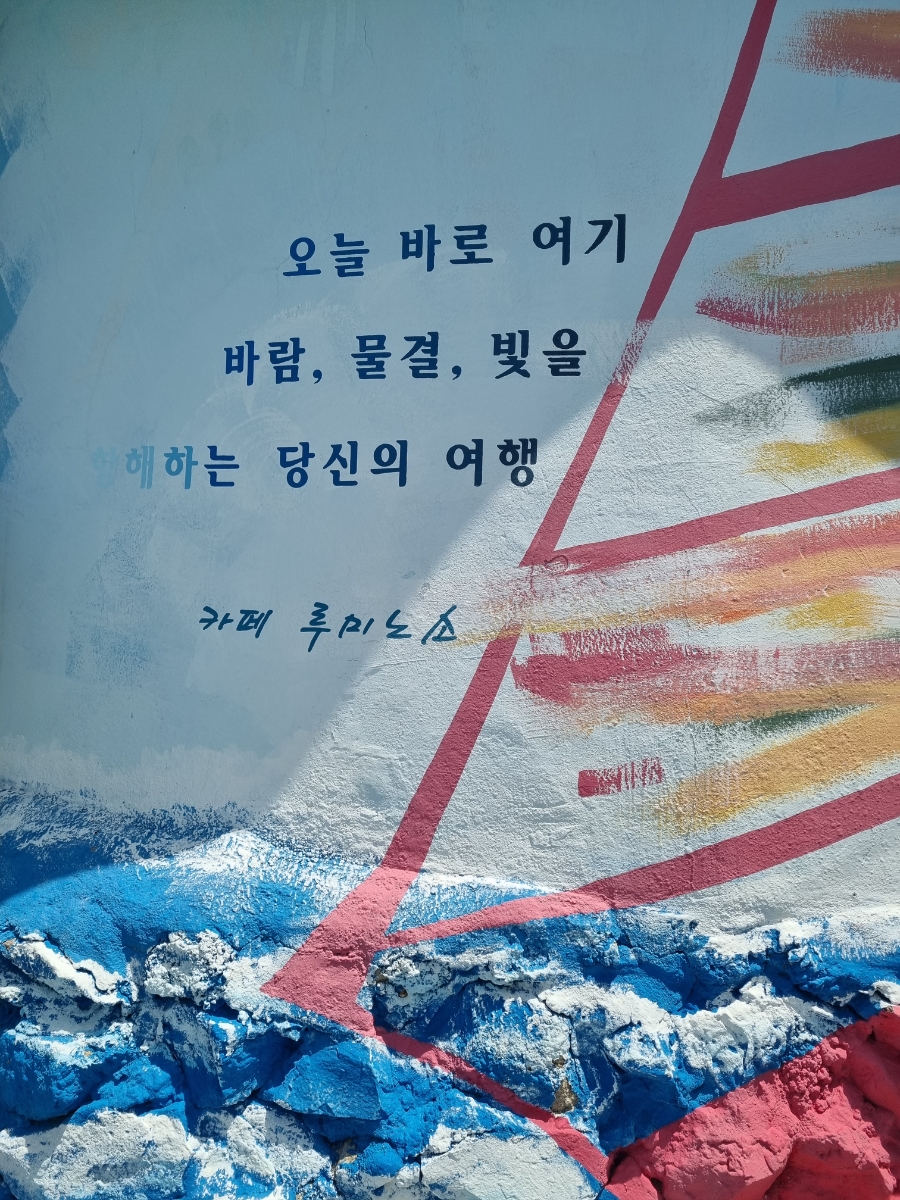 오늘 바로 여기
바람, 물결, 빛을
항해하는 당신의 여행
카페 루미노소